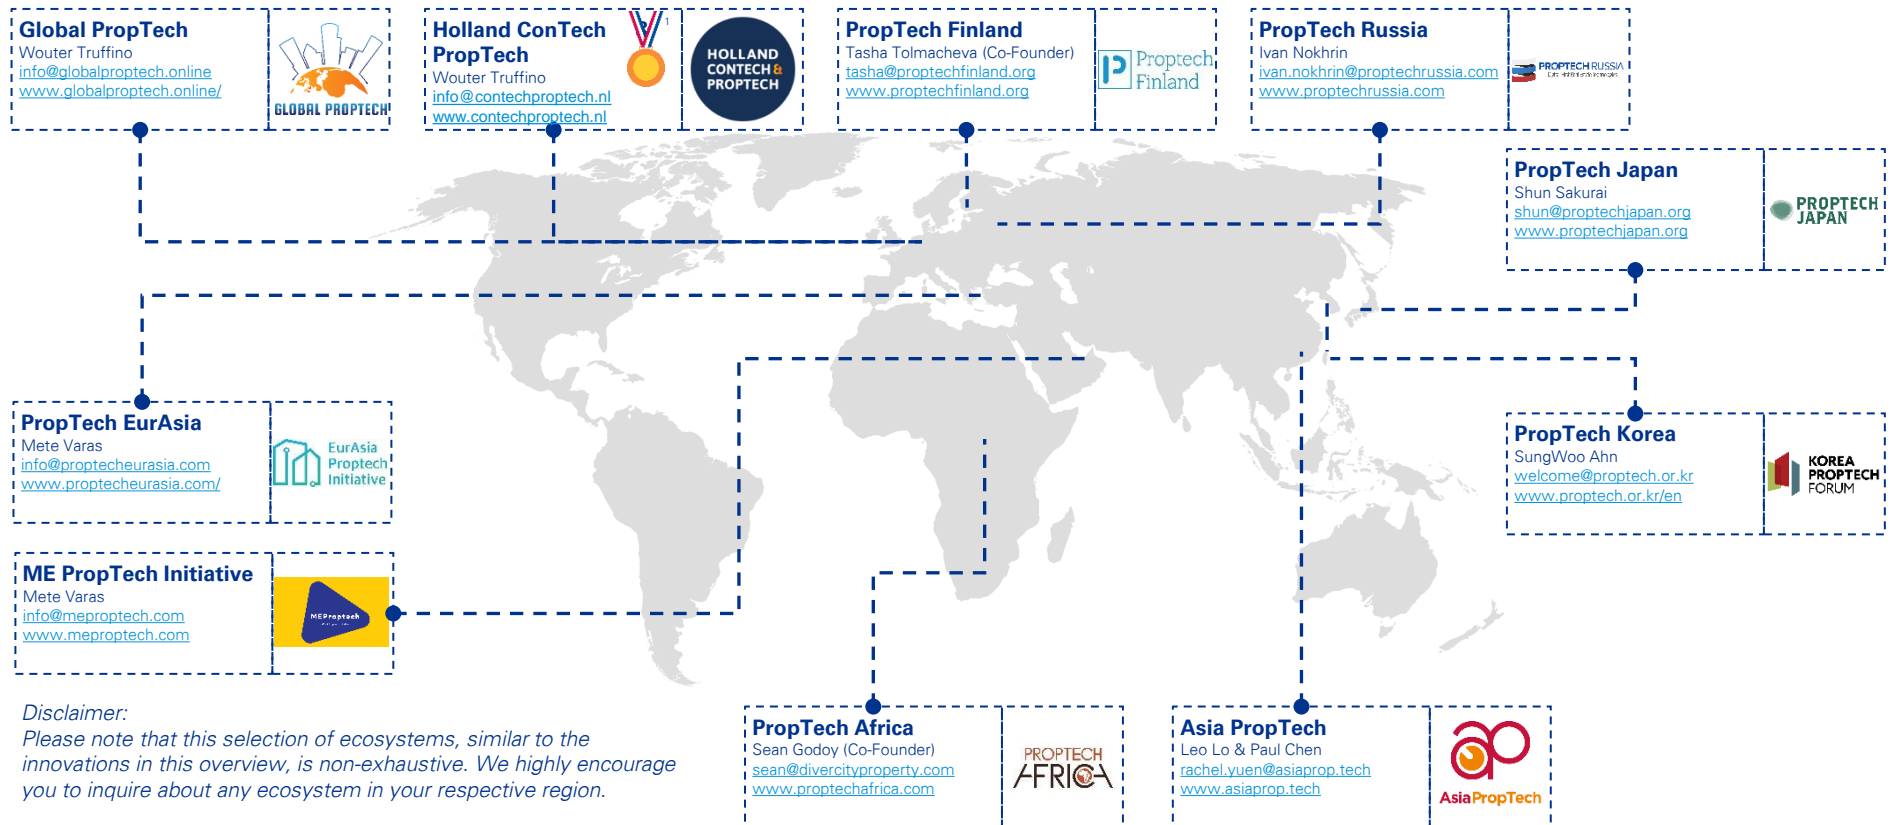 Global PropTech
Wouter Truffino
info@globalproptech.online
www.globalproptech.online/
GLOBAL PROPTECH
Holland ConTech
PropTech
Wouter Truffino
info@contechproptech.nl
www.contechproptech.nl
1
HOLLAND
CONTECH&
PROPTECH
PropTech Finland
Tasha Tolmacheva (Co-Founder)
tasha@proptechfinland.org
www.proptechfinland.org
Proptech
Finland
PropTech Russia
Ivan Nokhrin
ivan.nokhrin@proptechrussia.com
www.proptechrussia.com
PROPTECH RUSSIA
PropTech Japan
Shun Sakurai
shun@proptechjapan.org
www.proptechjapan.org
PROPTECH
JAPAN
PropTech EurAsia
Mete Varas
info@proptecheurasia.com
www.proptecheurasia.com/
EurAsia
Proptech
Initiative
PropTech Korea
SungWoo Ahn
welcome@proptech.or.kr
www.proptech.or.kr/en
KOREA
PROPTECH
FORUM
ME PropTech Initiative
Mete Varas
info@meproptech.com
www.meproptech.com
MEProptech
Disclaimer:
Please note that this selection of ecosystems, similar to the
innovations in this overview, is non-exhaustive. We highly encourage
you to inquire about any ecosystem in your respective region.
PropTech Africa
Sean Godoy (Co-Founder)
sean@divercityproperty.com
www.proptechafrica.com
PROPTECH
AFRICA
Asia PropTech
Leo Lo & Paul Chen
rachel.yuen@asiaprop.tech
www.asiaprop.tech
ap
AsiaPropTech